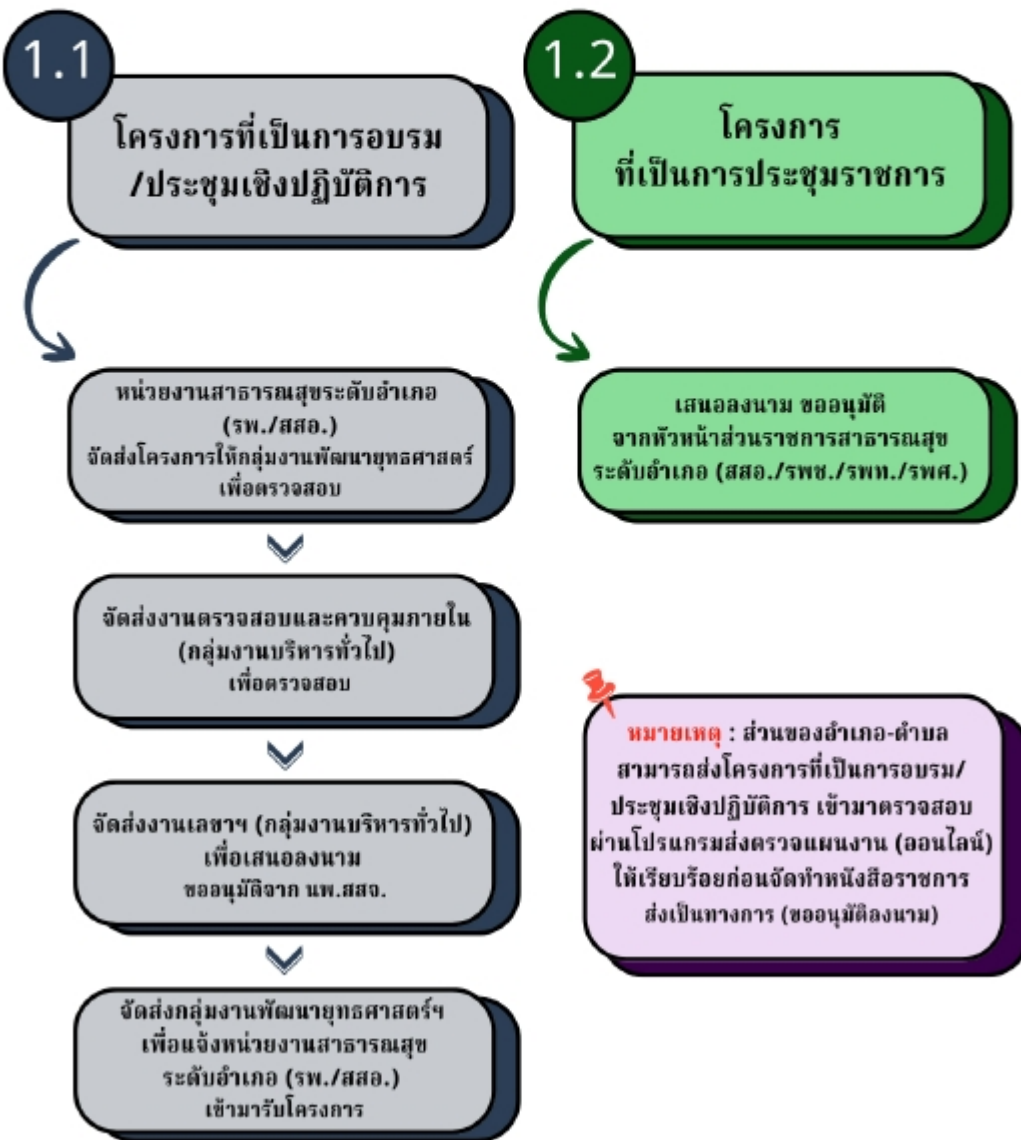 1.1
โครงการที่เป็นการอบรม
/ประชุมเชิงปฏิบัติการ
หน่วยงานสาธารณสุขระดับอำเภอ
(รพ./สสอ.)
จัดส่งโครงการให้กลุ่มงานพัฒนายุทธศาสตร์
เพื่อตรวจสอบ
จัดส่งงานตรวจสอบและควบคุมภายใน
(กลุ่มงานบริหารทั่วไป)
เพื่อตรวจสอบ
จัดส่งงานเลขาฯ (กลุ่มงานบริหารทั่วไป)
เพื่อเสนอลงนาม
ขออนุมัติจาก นพ.สสจ.
จัดส่งกลุ่มงานพัฒนายุทธศาสตร์ฯ
เพื่อแจ้งหน่วยงานสาธารณสุข
ระดับอำเภอ (รพ./สสอ.)
เข้ามารับโครงการ
1.2
โครงการ
ที่เป็นการประชุมราชการ
เสนอลงนาม ขออนุมัติ
จากหัวหน้าส่วนราชการสาธารณสุข
ระดับอำเภอ (สสอ./รพช./รพท./รพศ.)
หมายเหตุ : ส่วนของอำเภอ-ตำบล
สามารถส่งโครงการที่เป็นการอบรม/
ประชุมเชิงปฏิบัติการ เข้ามาตรวจสอบ
ผ่านโปรแกรมส่งตรวจแผนงาน (ออนไลน์)
ให้เรียบร้อยก่อนจัดทำหนังสือราชการ
ส่งเป็นทางการ (ขออนุมัติลงนาม)